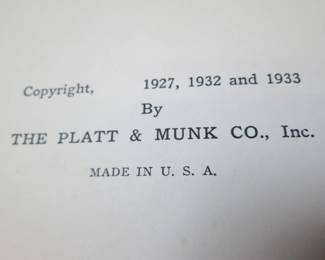 Copyright, 1927, 1932 and 1933
By
THE PLATT & MUNK CO., Inc.
MADE IN U. S. A.